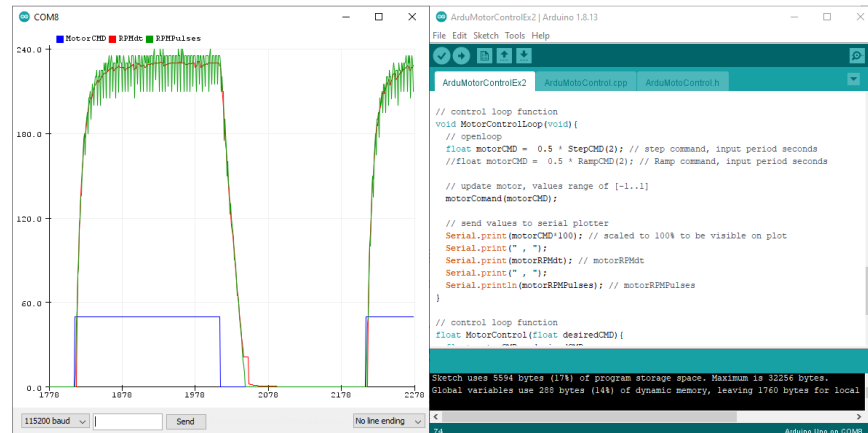 COM8
MotorCMD RPMdt RPMPulses
240.0
180.0
120.0
60.0
0.0
1778 1878 1978 2078 2178 2278
115200 baud Send No line ending
ArduMotorControlEx2 | Arduino 1.8.13
File Edit Sketch Tools Help
ArduMotorControlEx2 ArduMotoControl.cpp ArduMotoControl.h
// control loop function
void MotorControlLoop(void){
// openloop
float motorCMD = 0.5 * StepCMD(2); // step command, input period seconds
//float motorCMD = 0.5 * RampCMD(2); // Ramp command, input period seconds
// update motor, values range of [-1..1]
motorComand(motorCMD);
// send values to serial plotter
Serial.print(motorCMD*100); // scaled to 100% to be visible on plot
Serial.print(" , ");
Serial.print(motorRPMdt); // motorRPMdt
Serial.print(" , ");
Serial.println(motorRPMPulses); // motorRPMPulses
}
// control loop function
float MotorControl(float desiredCMD){
Sketch uses 5594 bytes (17%) of program storage space. Maximum is 32256 bytes.
Global variables use 288 bytes (14%) of dynamic memory, leaving 1760 bytes for local
74 Arduino Uno on COM8